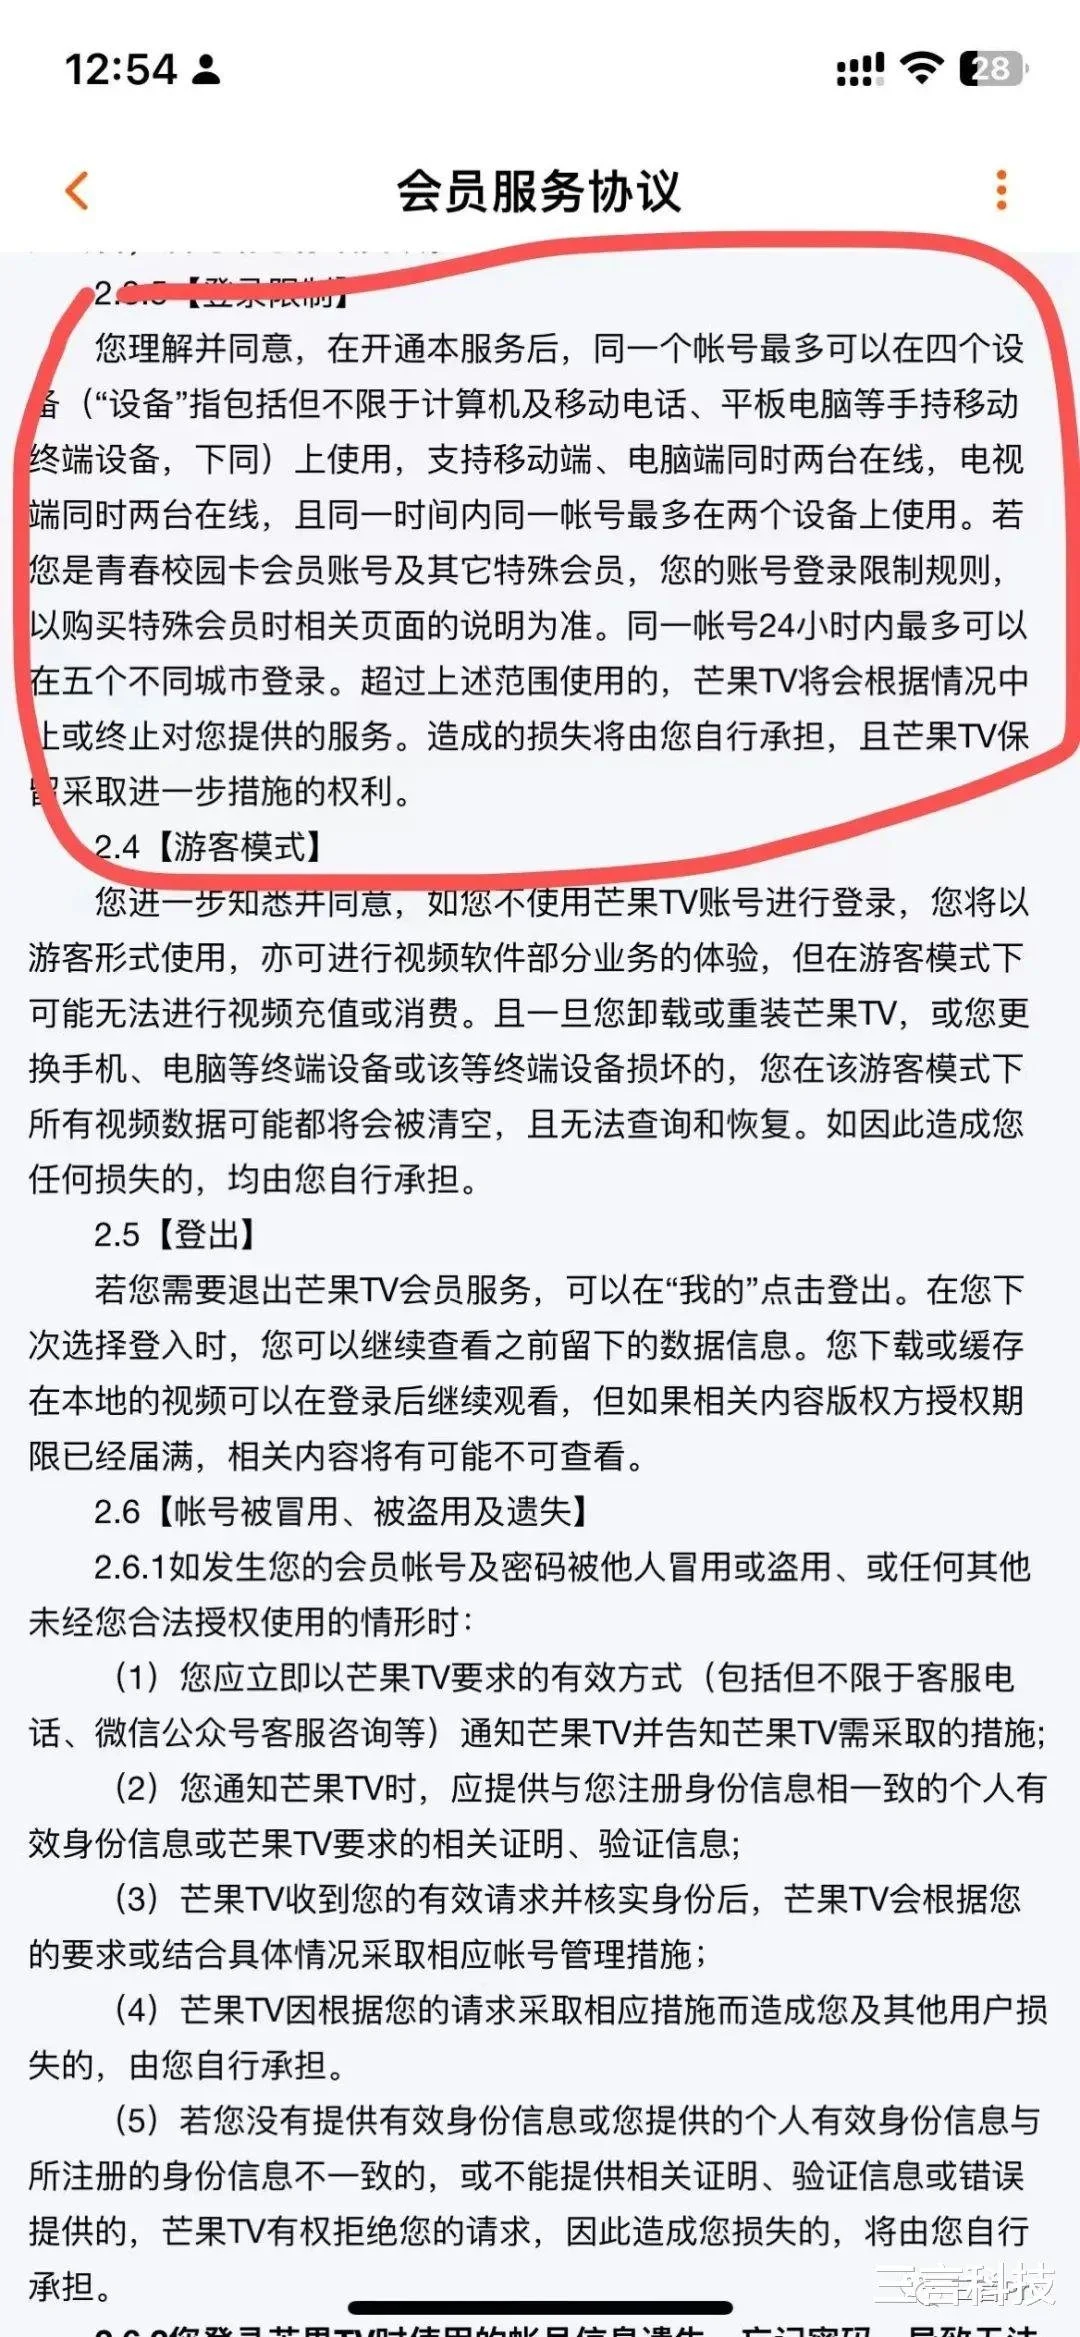 12:54
28
会员服务协议
2.3.5【登录限制】
您理解并同意，在开通本服务后，同一个帐号最多可以在四个设
备（“设备”指包括但不限于计算机及移动电话、平板电脑等手持移动
终端设备，下同）上使用，支持移动端、电脑端同时两台在线，电视
端同时两台在线，且同一时间内同一帐号最多在两个设备上使用。若
您是青春校园卡会员账号及其它特殊会员，您的账号登录限制规则，
以购买特殊会员时相关页面的说明为准。同一帐号24小时内最多可以
在五个不同城市登录。超过上述范围使用的，芒果TV将会根据情况中
止或终止对您提供的服务。造成的损失将由您自行承担，且芒果TV保
留采取进一步措施的权利。
2.4【游客模式】
您进一步知悉并同意，如您不使用芒果TV账号进行登录，您将以
游客形式使用，亦可进行视频软件部分业务的体验，但在游客模式下
可能无法进行视频充值或消费。且一旦您卸载或重装芒果TV，或您更
换手机、电脑等终端设备或该等终端设备损坏的，您在该游客模式下
所有视频数据可能都将会被清空，且无法查询和恢复。如因此造成您
任何损失的，均由您自行承担。
2.5【登出】
若您需要退出芒果TV会员服务，可以在“我的”点击登出。在您下
次选择登入时，您可以继续查看之前留下的数据信息。您下载或缓存
在本地的视频可以在登录后继续观看，但如果相关内容版权方授权期
限已经届满，相关内容将有可能不可查看。
2.6【帐号被冒用、被盗用及遗失】
2.6.1如发生您的会员帐号及密码被他人冒用或盗用、或任何其他
未经您合法授权使用的情形时：
（1）您应立即以芒果TV要求的有效方式（包括但不限于客服电
话、微信公众号客服咨询等）通知芒果TV并告知芒果TV需采取的措施；
（2）您通知芒果TV时，应提供与您注册身份信息相一致的个人有
效身份信息或芒果TV要求的相关证明、验证信息；
（3）芒果TV收到您的有效请求并核实身份后，芒果TV会根据您
的要求或结合具体情况采取相应帐号管理措施；
（4）芒果TV因根据您的请求采取相应措施而造成您及其他用户损
失的，由您自行承担。
（5）若您没有提供有效身份信息或您提供的个人有效身份信息与
所注册的身份信息不一致的，或不能提供相关证明、验证信息或错误
提供的，芒果TV有权拒绝您的请求，因此造成您损失的，将由您自行
承担。
三言科技
2.6.2您登录芒果TV时使用的帐号信息遗失、忘记密码、导致无法